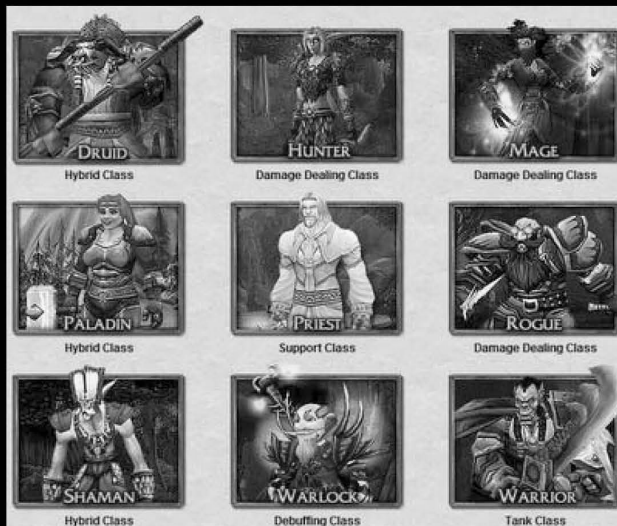 DRUID
HUNTER
MAGE
Hybrid Class
Damage Dealing Class
Damage Dealing Class
PALADIN
PRIEST
ROGUE
Hybrid Class
Support Class
Damage Dealing Class
SHAMAN
WARLOCK
WARRIOR
Hybrid Class
Debuffing Class
Tank Class